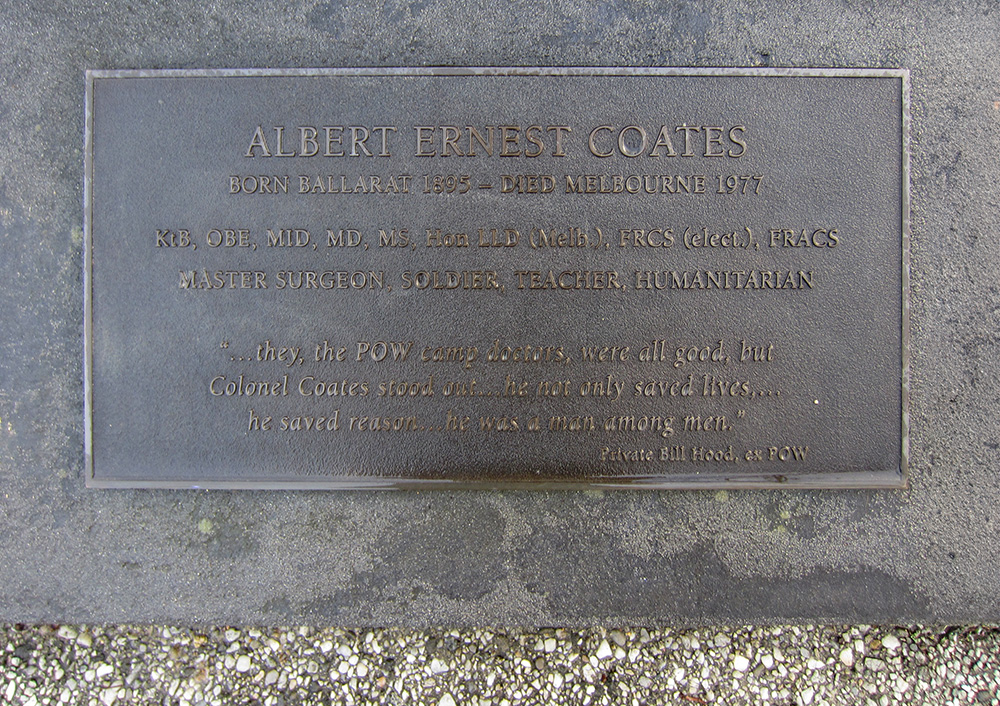 ALBERT ERNEST COATES
BORN BALLARAT 1895 – DIED MELBOURNE 1977
KtB, OBE, MID, MD, MS, Hon LLD (Melb.), FRCS (elect.), FRACS
MASTER SURGEON, SOLDIER, TEACHER, HUMANITARIAN
“...they, the POW camp doctors, were all good, but
Colonel Coates stood out...he not only saved lives,...
he saved reason...he was a man among men.”
Private Bill Hood, ex POW